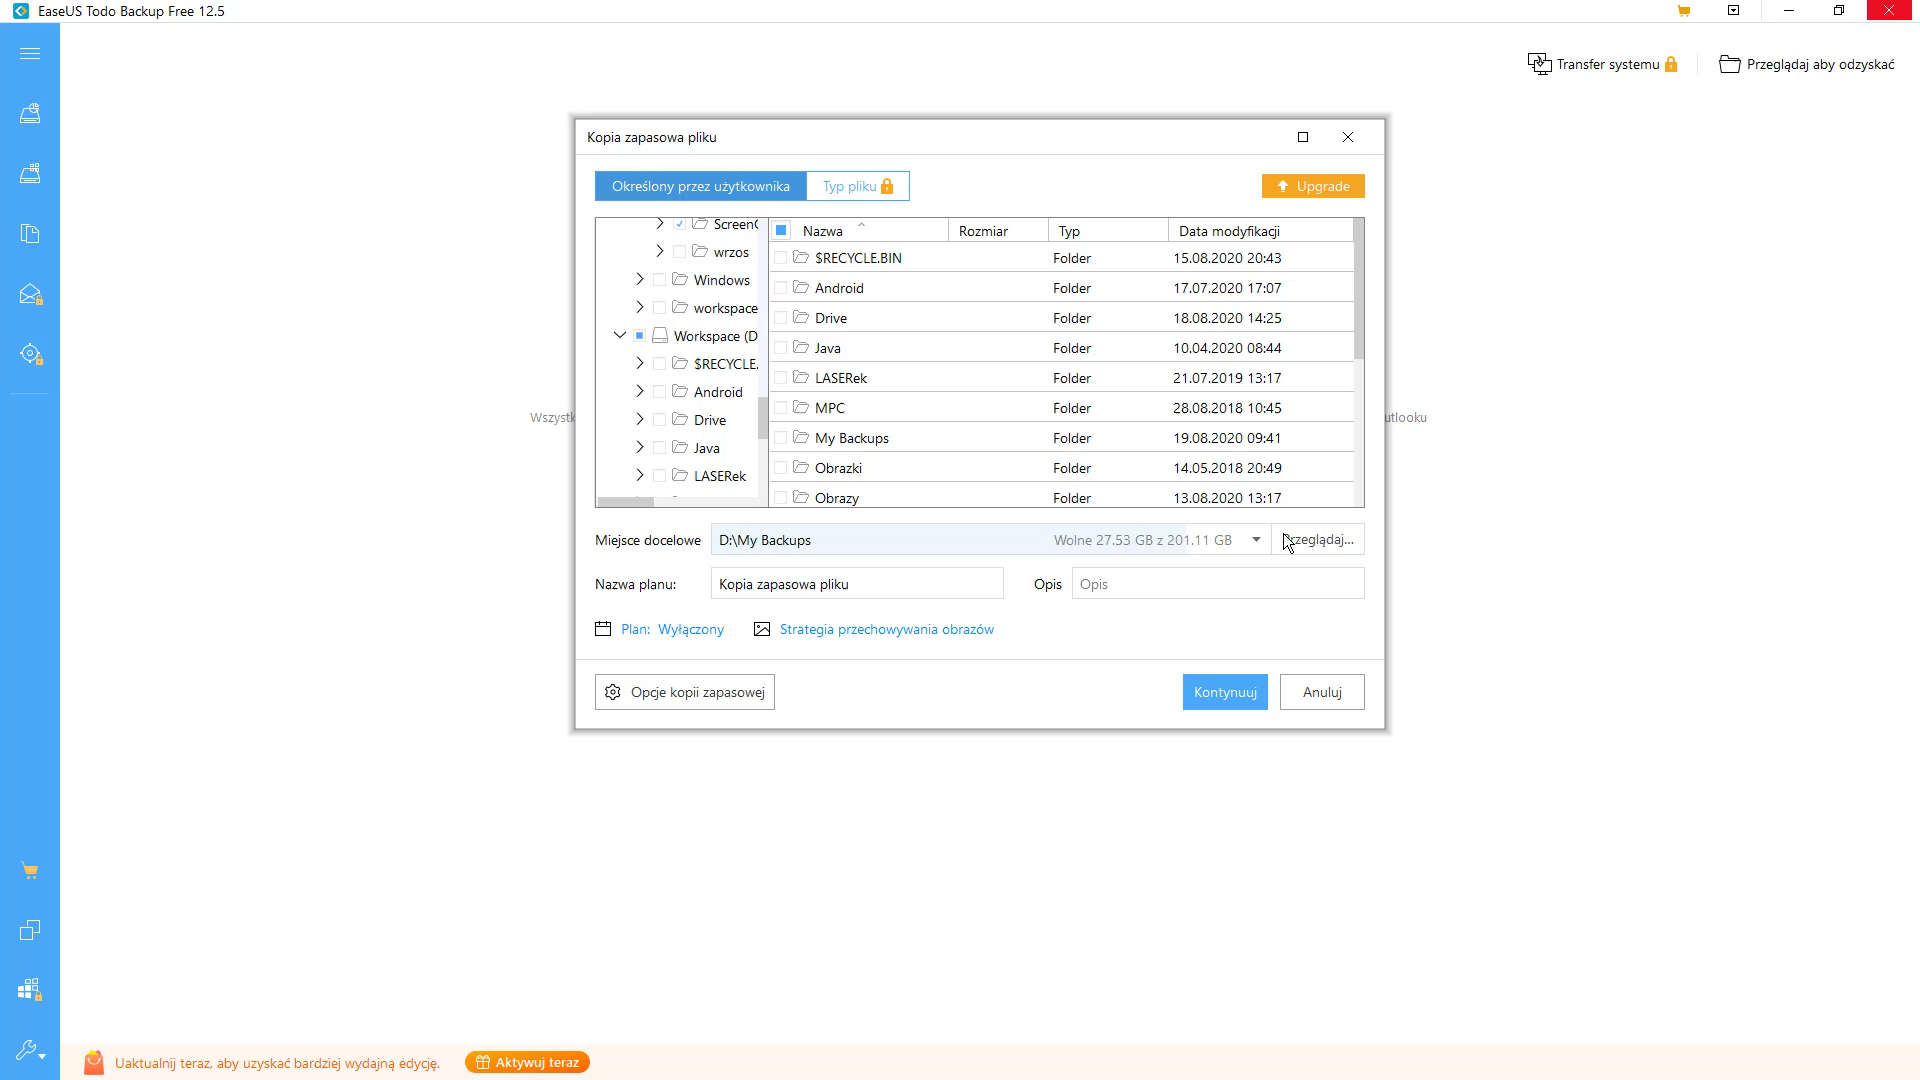 EaseUS Todo Backup Free 12.5
Transfer systemu
Przeglądaj aby odzyskać
Kopia zapasowa pliku
Określony przez użytkownika
Typ pliku
Upgrade
Nazwa Rozmiar Typ Data modyfikacji
wrzos
Windows
workspace
Workspace (D
$RECYCLE.
Android
Drive
Java
LASERek
$RECYCLE.BIN Folder 15.08.2020 20:43
Android Folder 17.07.2020 17:07
Drive Folder 18.08.2020 14:25
Java Folder 10.04.2020 08:44
LASERek Folder 21.07.2019 13:17
MPC Folder 28.08.2018 10:45
My Backups Folder 19.08.2020 09:41
Obrazki Folder 14.05.2018 20:49
Obrazy Folder 13.08.2020 13:17
Miejsce docelowe D:\My Backups Wolne 27.53 GB z 201.11 GB
Nazwa planu: Kopia zapasowa pliku Opis Opis
Plan: Wyłączony Strategia przechowywania obrazów
Opcje kopii zapasowej Kontynuuj Anuluj
Uaktualnij teraz, aby uzyskać bardziej wydajną edycję. Aktywuj teraz